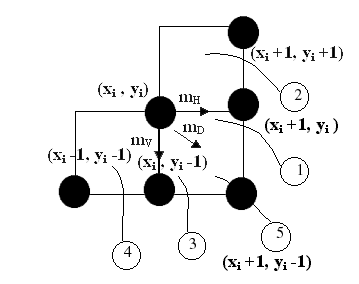 (xi+1, yi+1)
(xi , yi)
mH
2
(xi+1, yi )
mD
mV
(xi-1, yi-1)
(xi, yi-1)
1
5
3
4
(xi+1, yi-1)